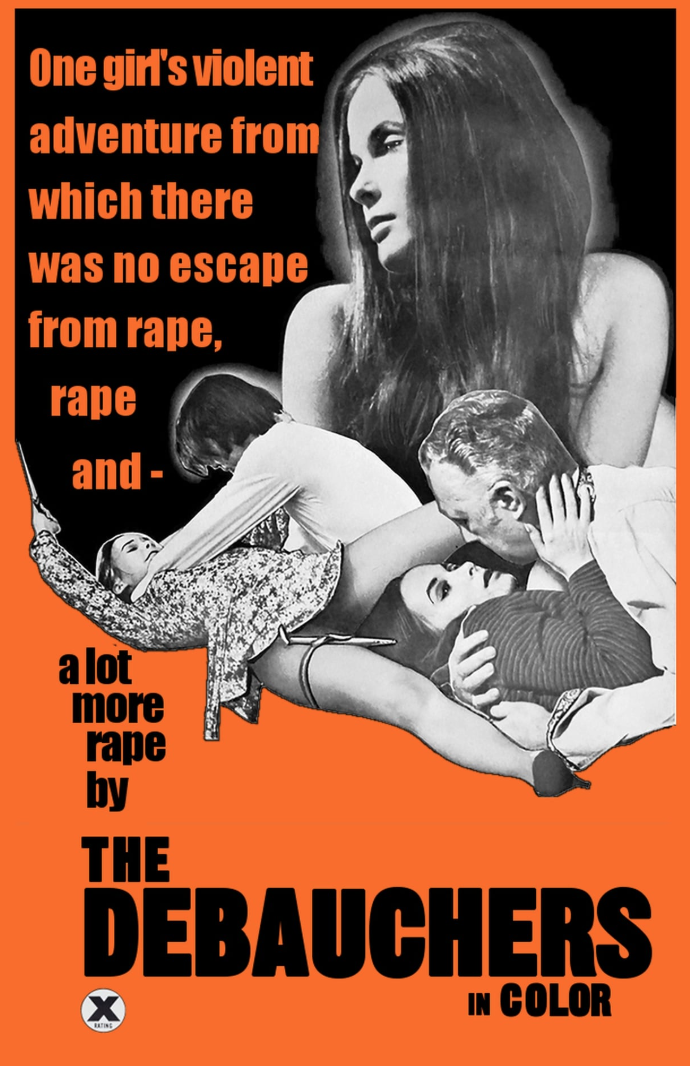 One girl's violent
adventure from
which there
was no escape
from rape,
rape
and -
a lot
more
rape
by
THE
DEBAUCHERS
IN COLOR
X
RATING